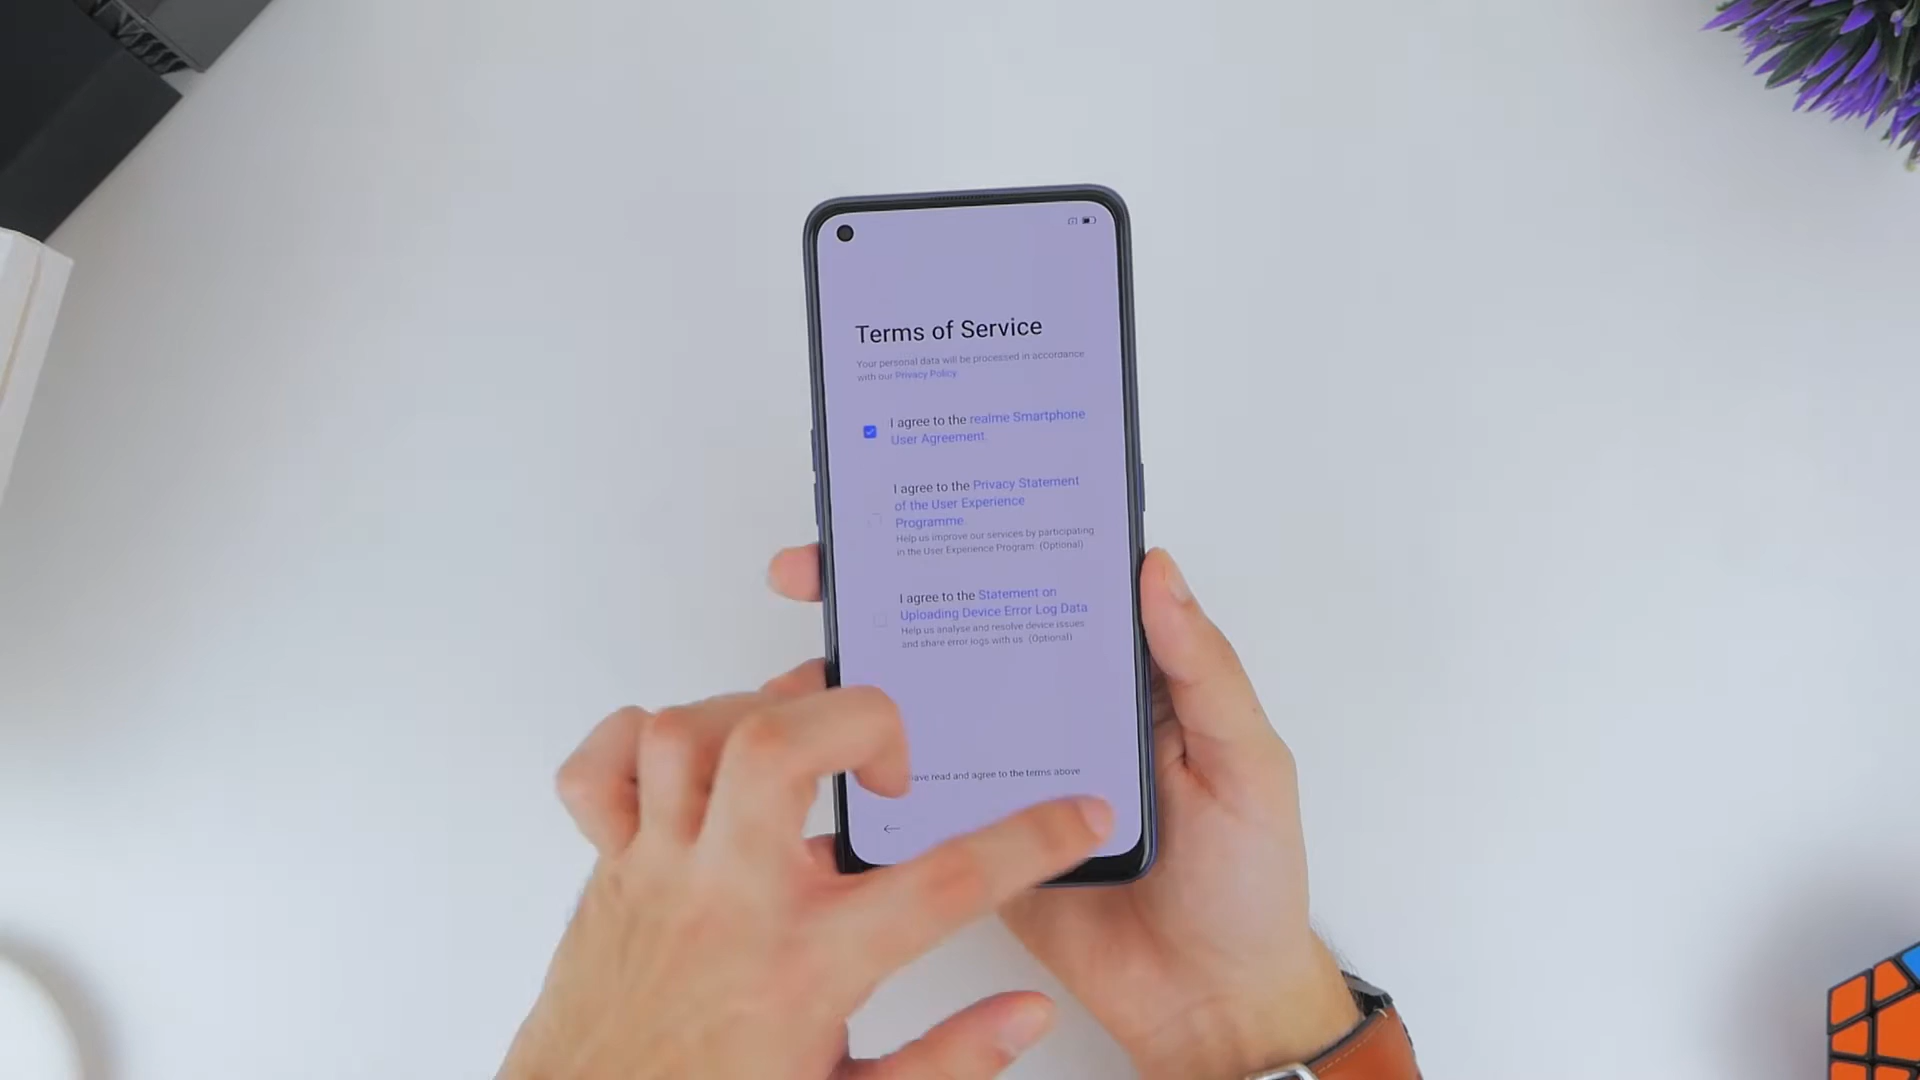 Terms of Service
Your personal data will be processed in accordance
with our Privacy Policy.
I agree to the realme Smartphone
User Agreement.
I agree to the Privacy Statement
of the User Experience
Programme
Help us improve our services by participating
in the User Experience Program. (Optional)
I agree to the Statement on
Uploading Device Error Log Data
Help us analyse and resolve device issues
and share error logs with us. (Optional)
read and agree to the terms above